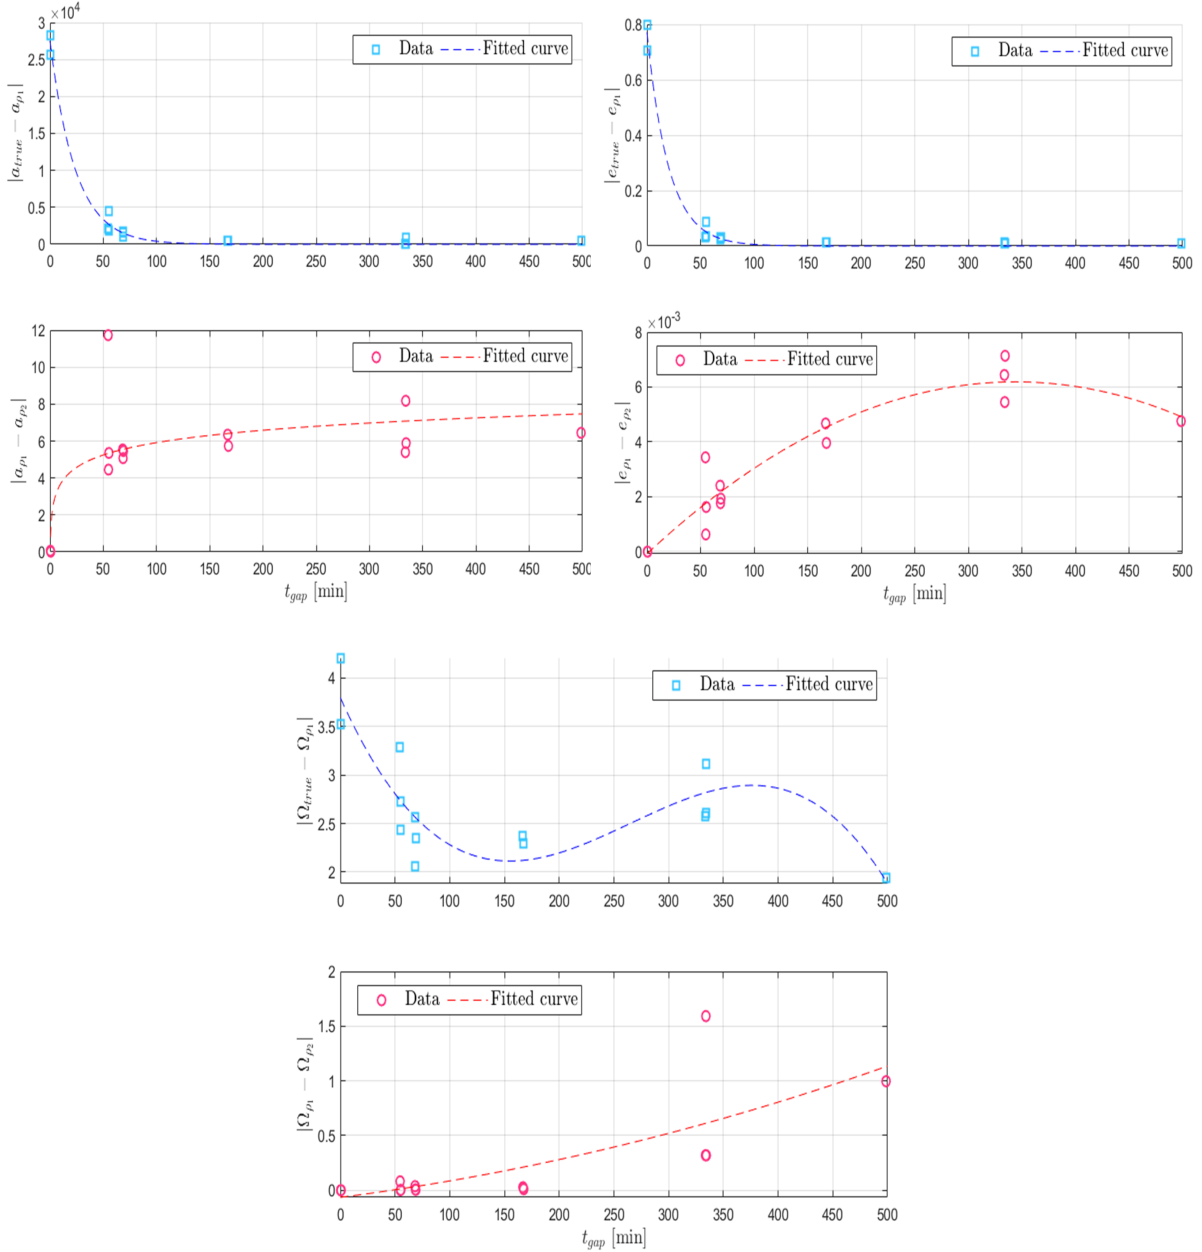 ×10⁴
3
2.5
2
1.5
1
0.5
0
|a_true − a_ρ₁|
Data Fitted curve
0 50 100 150 200 250 300 350 400 450 500
0.8
0.6
0.4
0.2
0
|e_true − e_ρ₁|
Data Fitted curve
0 50 100 150 200 250 300 350 400 450 500
12
10
8
6
4
2
0
|a_ρ₁ − a_ρ₂|
Data Fitted curve
0 50 100 150 200 250 300 350 400 450 500
t_gap [min]
×10⁻³
8
6
4
2
0
|e_ρ₁ − e_ρ₂|
Data Fitted curve
0 50 100 150 200 250 300 350 400 450 500
t_gap [min]
4
3.5
3
2.5
2
|Ω_true − Ω_ρ₁|
Data Fitted curve
0 50 100 150 200 250 300 350 400 450 500
2
1.5
1
0.5
0
|Ω_ρ₁ − Ω_ρ₂|
Data Fitted curve
0 50 100 150 200 250 300 350 400 450 500
t_gap [min]